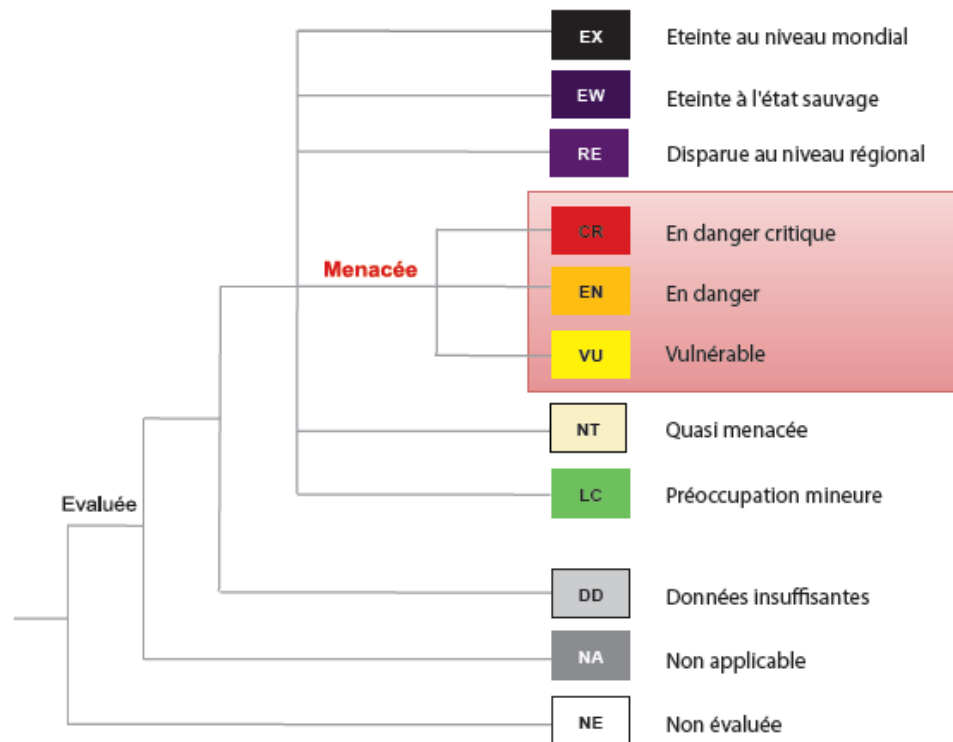 EX Eteinte au niveau mondial
EW Eteinte à l'état sauvage
RE Disparue au niveau régional
CR En danger critique
Menacée
EN En danger
VU Vulnérable
NT Quasi menacée
LC Préoccupation mineure
Evaluée
DD Données insuffisantes
NA Non applicable
NE Non évaluée